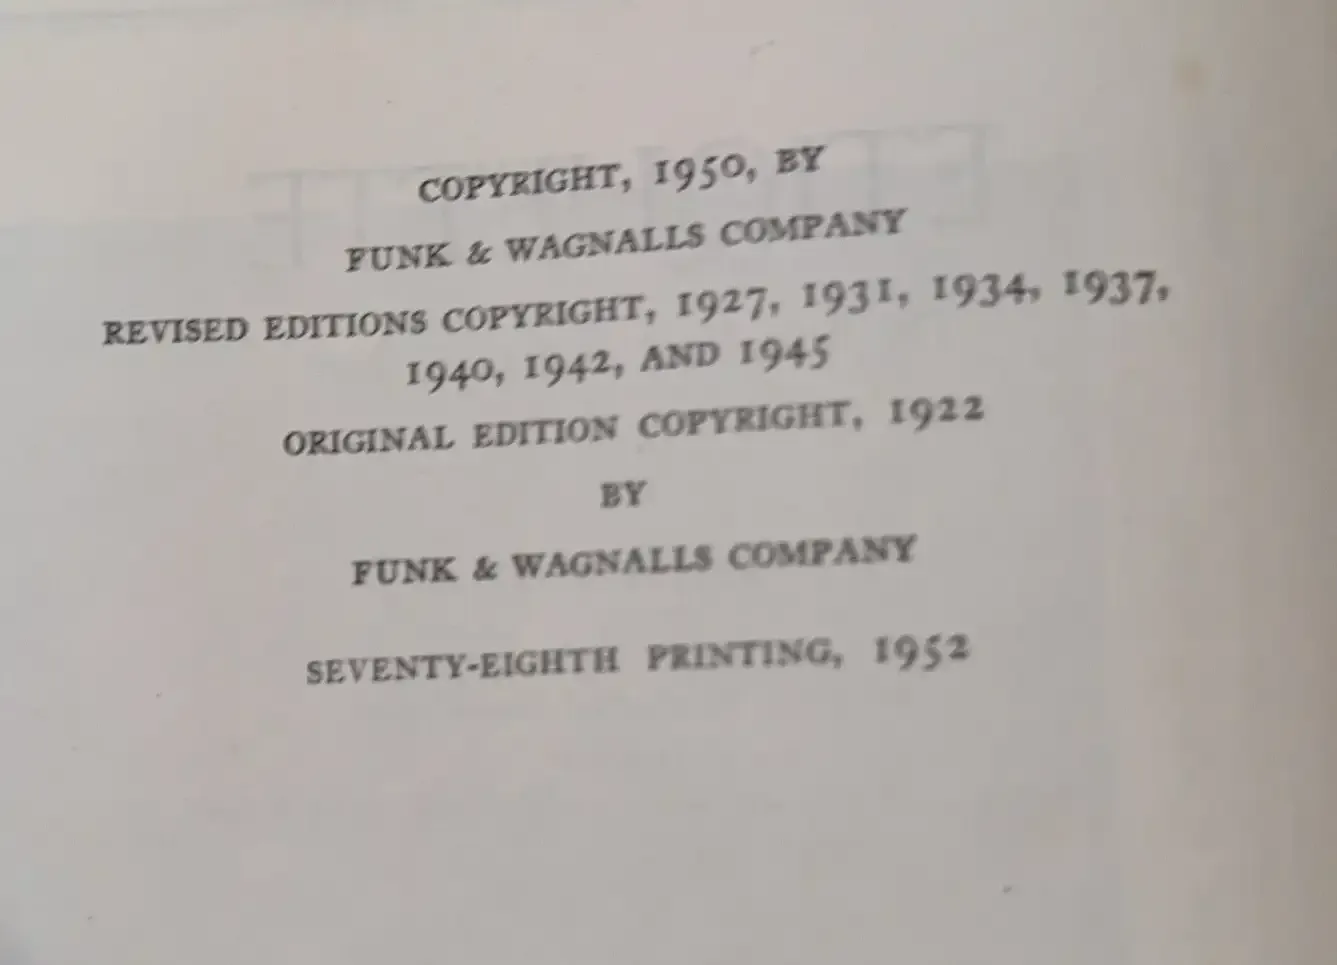 COPYRIGHT, 1950, BY
FUNK & WAGNALLS COMPANY
REVISED EDITIONS COPYRIGHT, 1927, 1931, 1934, 1937,
1940, 1942, AND 1945
ORIGINAL EDITION COPYRIGHT, 1922
BY
FUNK & WAGNALLS COMPANY
SEVENTY-EIGHTH PRINTING, 1952